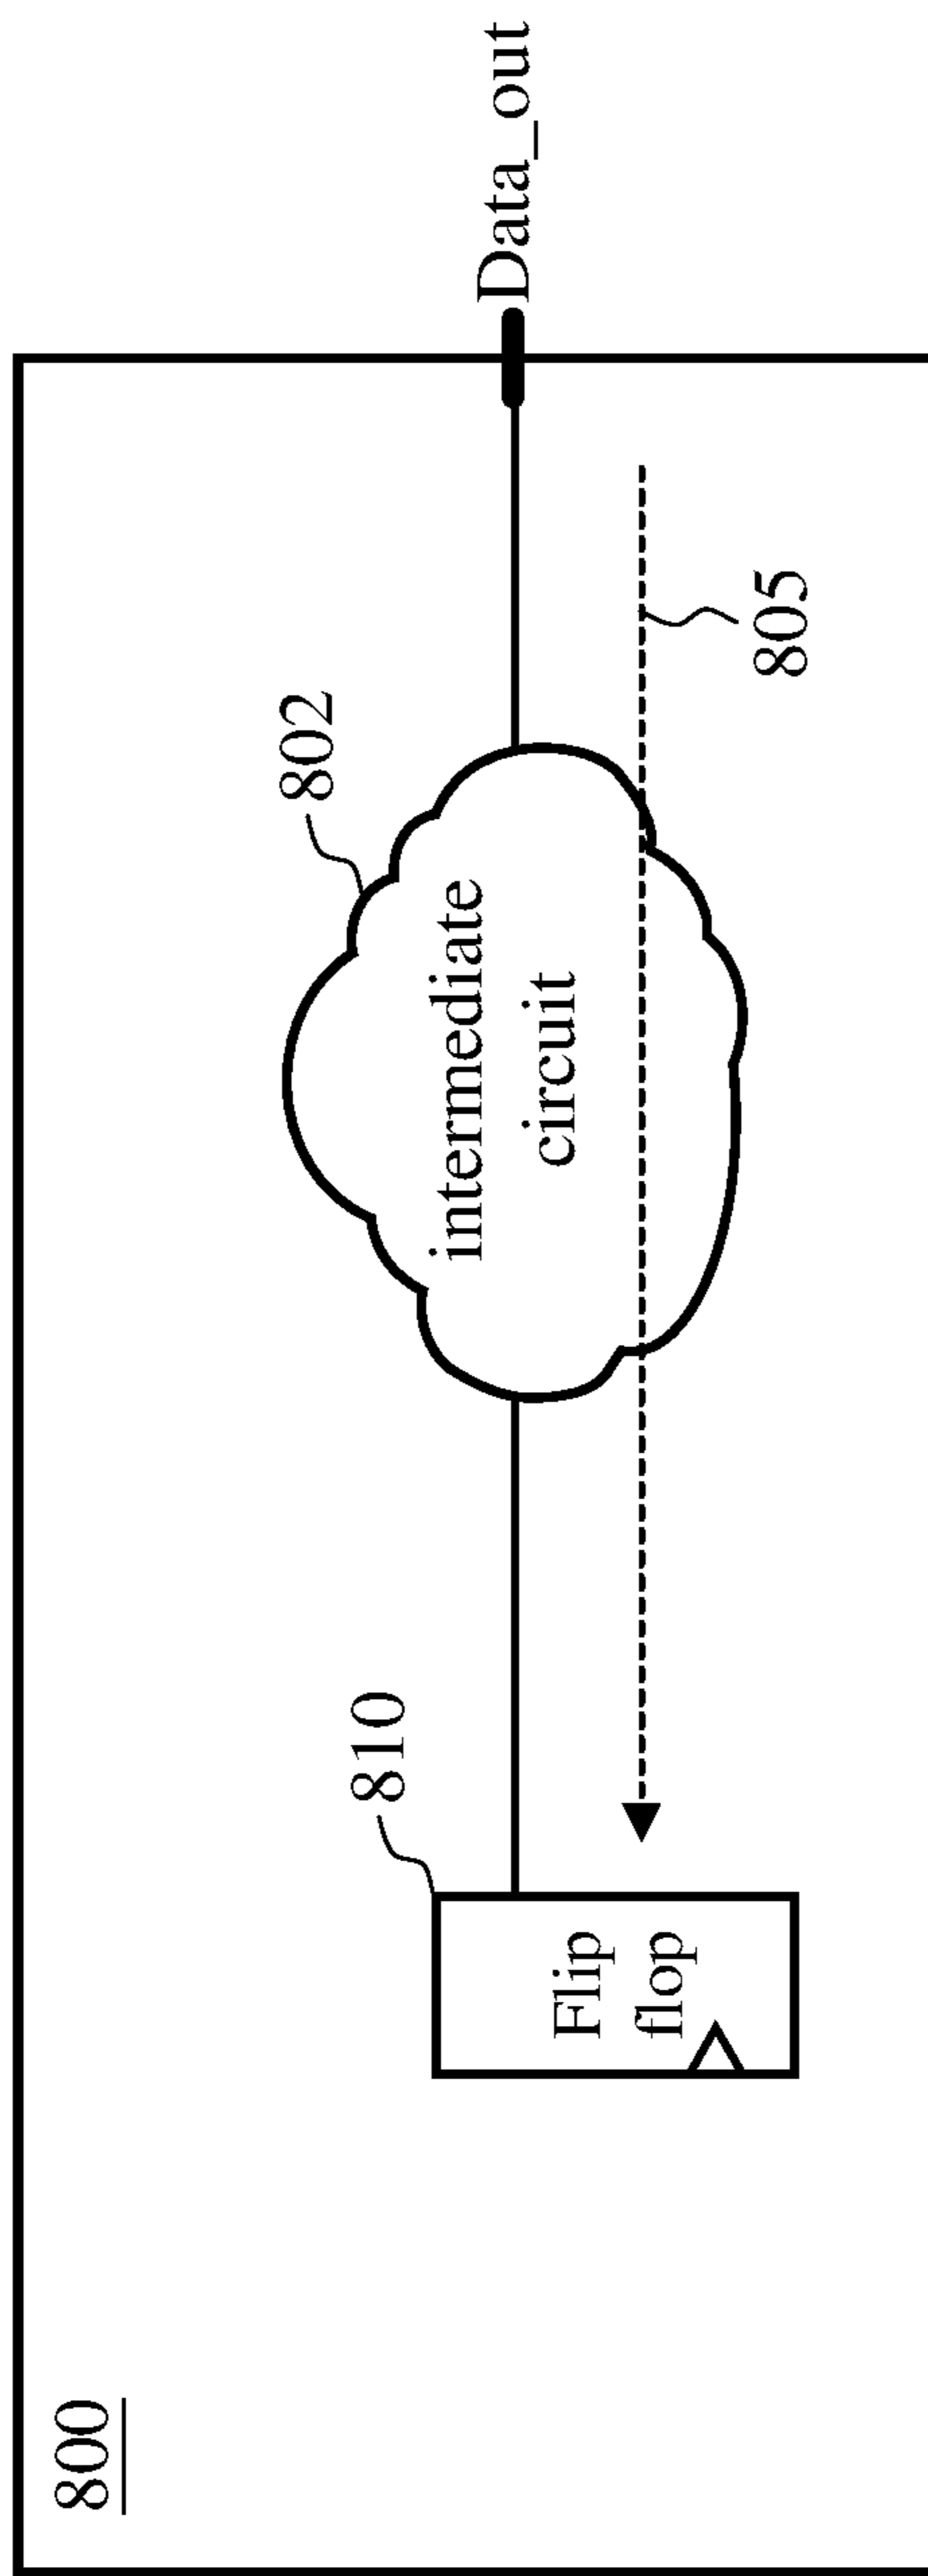 800
810
Flip
flop
802
intermediate
circuit
805
Data_out